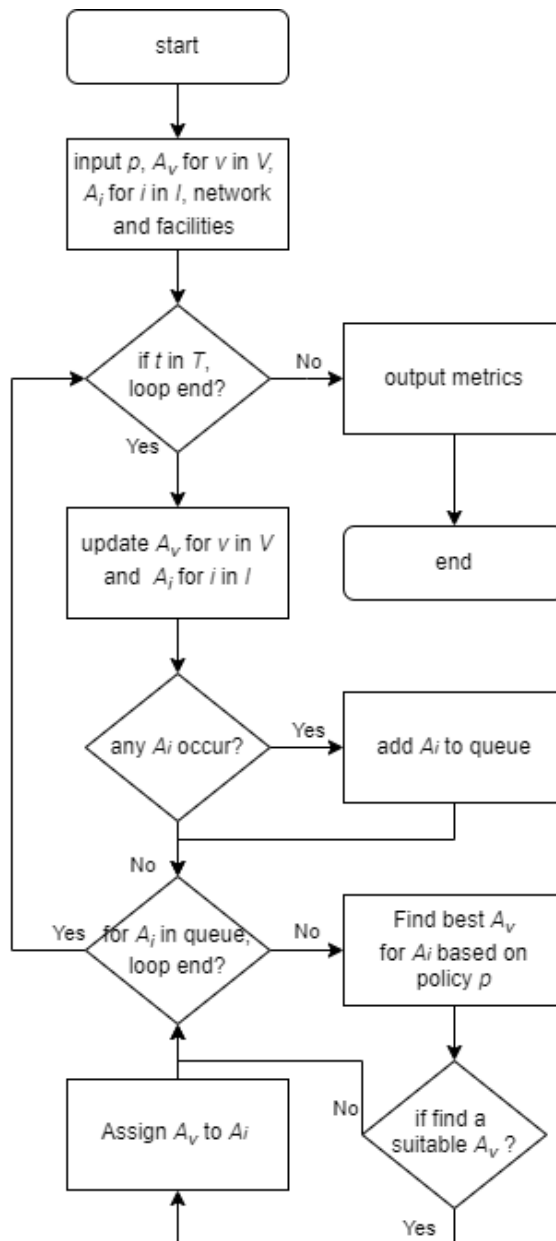 start
input p, Aᵥ for v in V,
Aᵢ for i in I, network
and facilities
if t in T,
loop end?
No
output metrics
Yes
update Aᵥ for v in V
and Aᵢ for i in I
end
any Ai occur?
Yes
add Ai to queue
No
Yes
for Aᵢ in queue,
loop end?
No
Find best Aᵥ
for Ai based on
policy p
Assign Aᵥ to Ai
No
if find a
suitable Aᵥ ?
Yes